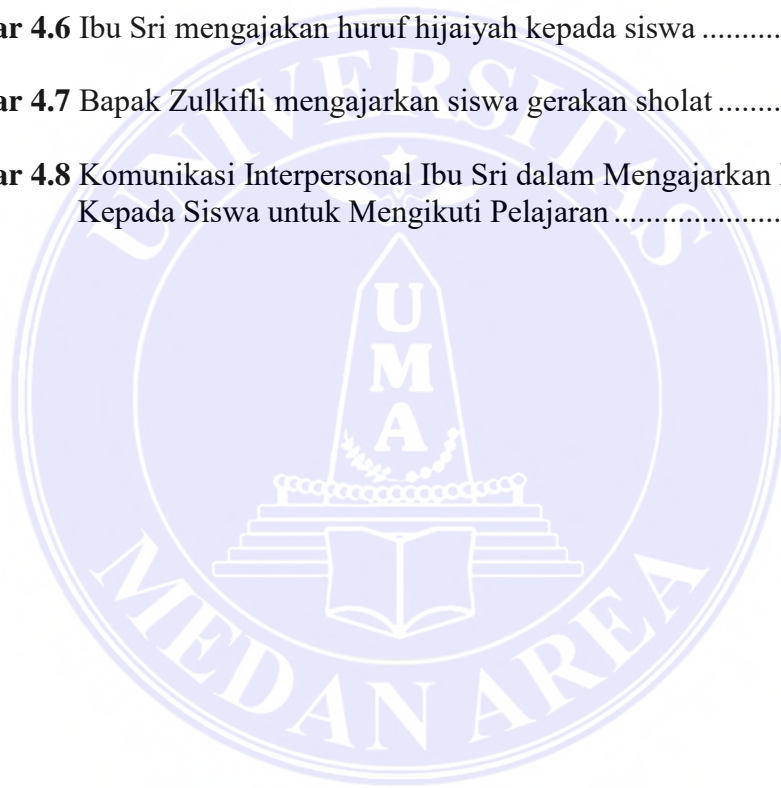 ar 4.6 Ibu Sri mengajakan huruf hijaiyah kepada siswa ..........
ar 4.7 Bapak Zulkifli mengajarkan siswa gerakan sholat ........
ar 4.8 Komunikasi Interpersonal Ibu Sri dalam Mengajarkan
Kepada Siswa untuk Mengikuti Pelajaran .....................
UNIVERSITAS
UMA
MEDAN AREA